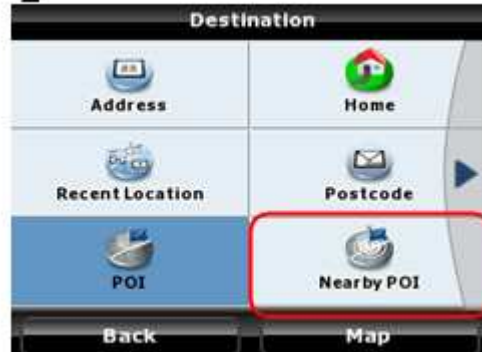 Destination
Address Home
Recent Location Postcode
POI Nearby POI
Back Map